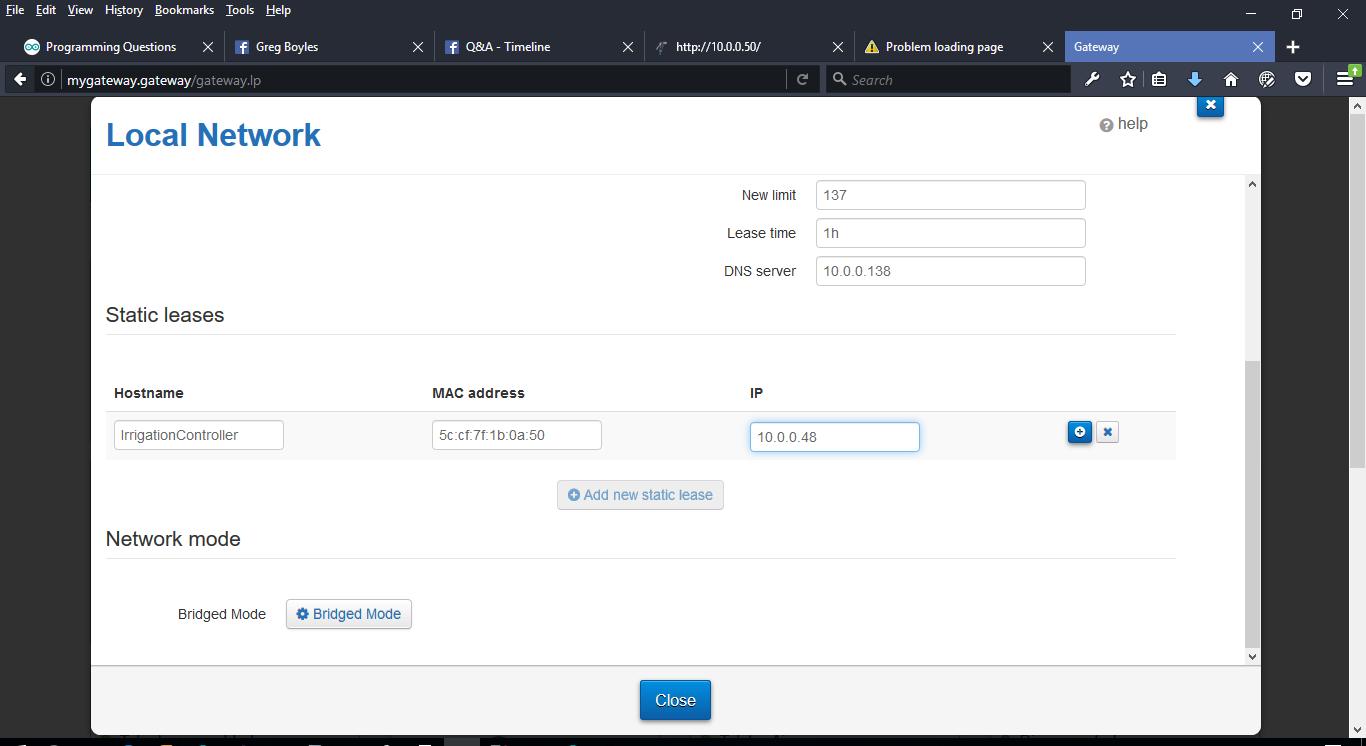 File Edit View History Bookmarks Tools Help
Programming Questions
Greg Boyles
Q&A - Timeline
http://10.0.0.50/
Problem loading page
Gateway
mygateway.gateway/gateway.lp
Search
Local Network
help
New limit 137
Lease time 1h
DNS server 10.0.0.138
Static leases
Hostname MAC address IP
IrrigationController 5c:cf:7f:1b:0a:50 10.0.0.48
Add new static lease
Network mode
Bridged Mode Bridged Mode
Close